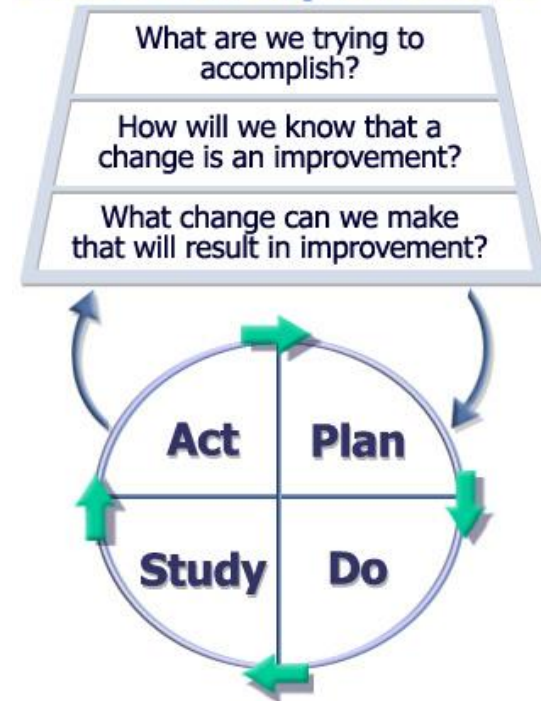 What are we trying to
accomplish?
How will we know that a
change is an improvement?
What change can we make
that will result in improvement?
Act
Plan
Study
Do